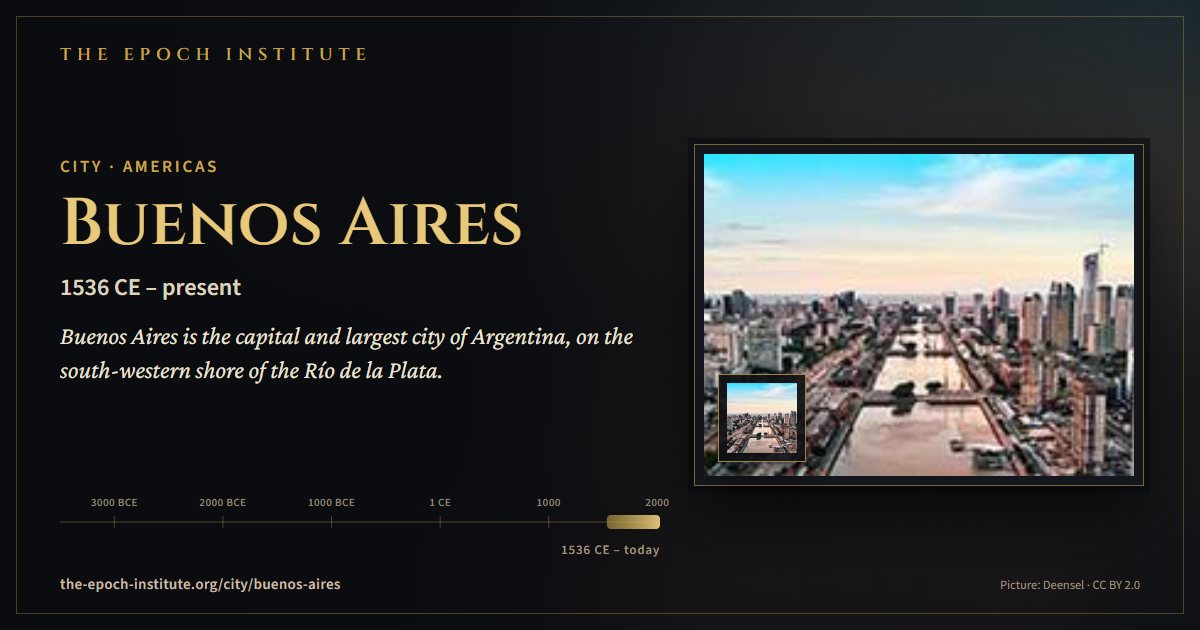 THE EPOCH INSTITUTE
CITY · AMERICAS
BUENOS AIRES
1536 CE – present
Buenos Aires is the capital and largest city of Argentina, on the
south-western shore of the Río de la Plata.
3000 BCE 2000 BCE 1000 BCE 1 CE 1000 2000
1536 CE – today
the-epoch-institute.org/city/buenos-aires
Picture: Deensel · CC BY 2.0